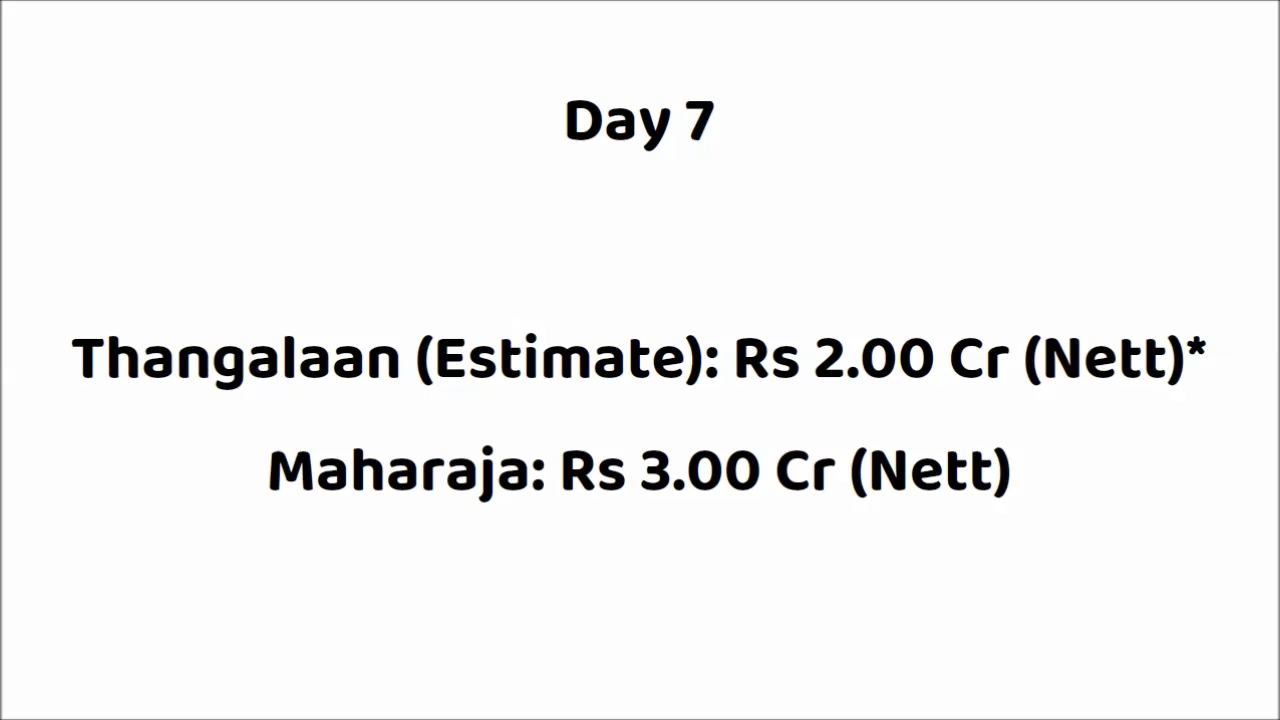 Day 7
Thangalaan (Estimate): Rs 2.00 Cr (Nett)*
Maharaja: Rs 3.00 Cr (Nett)